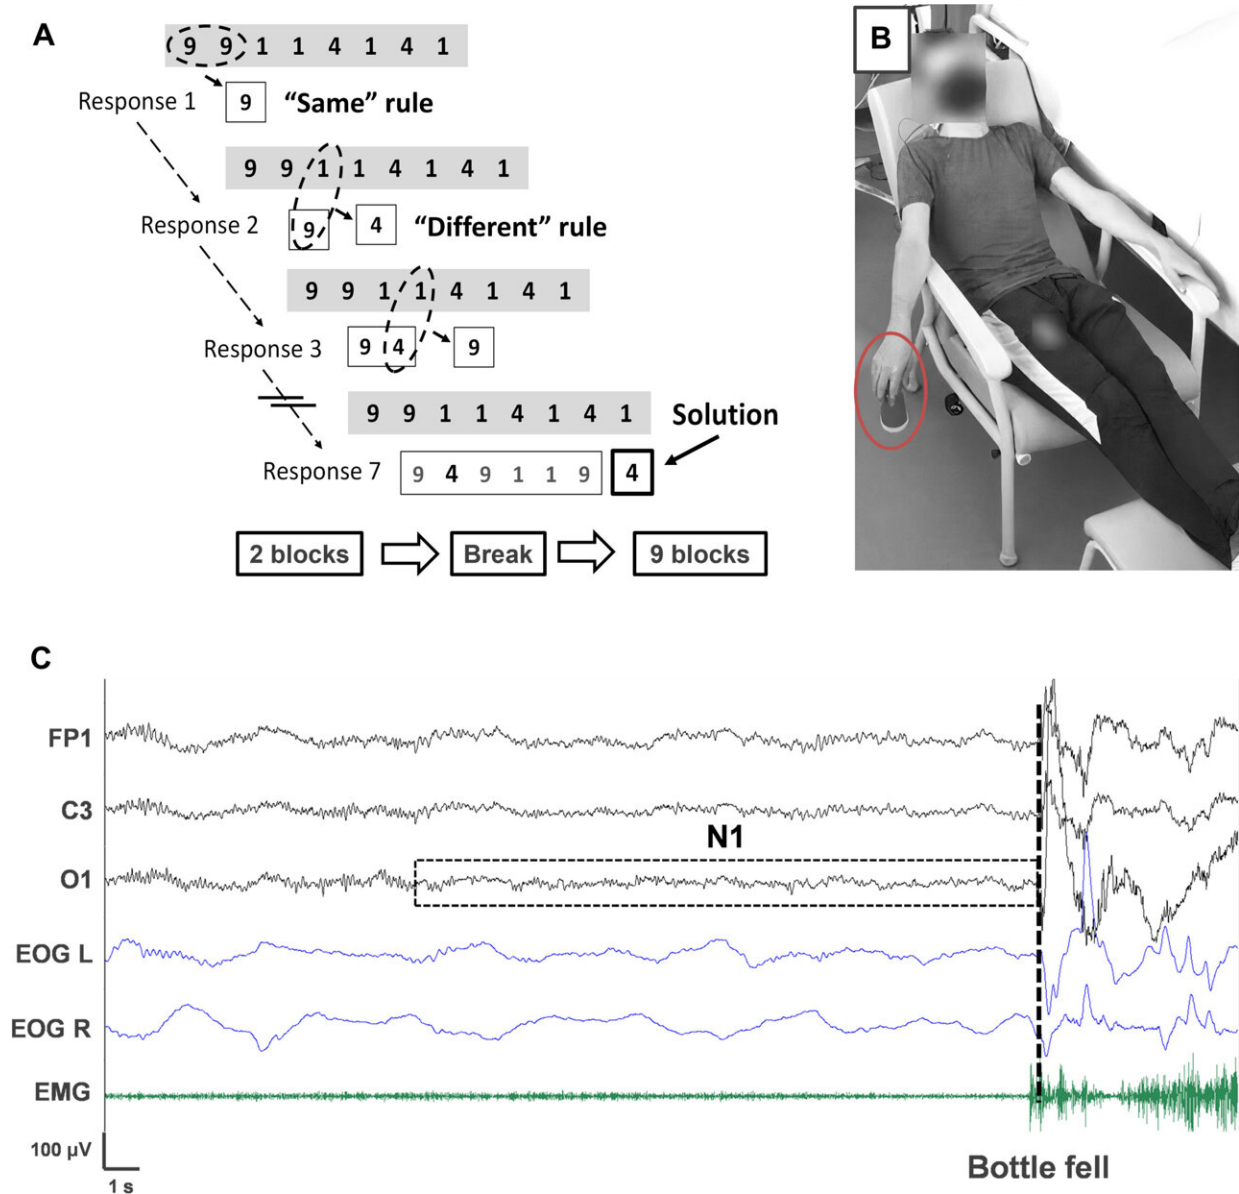 A
9 9 1 1 4 1 4 1
Response 1
9
“Same” rule
9 9 1 1 4 1 4 1
Response 2
9
4
“Different” rule
9 9 1 1 4 1 4 1
Response 3
9 4
9
9 9 1 1 4 1 4 1
Solution
Response 7
9 4 9 1 1 9
4
2 blocks
Break
9 blocks
B
C
FP1
C3
N1
O1
EOG L
EOG R
EMG
100 µV
1 s
Bottle fell